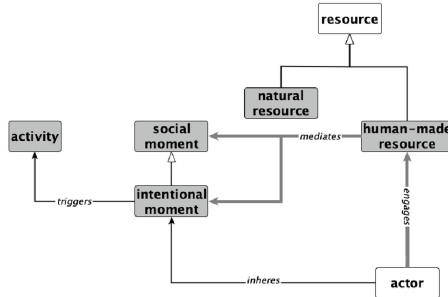 resource
natural
resource
activity
social
moment
mediates
human-made
resource
intentional
moment
triggers
engages
inheres
actor